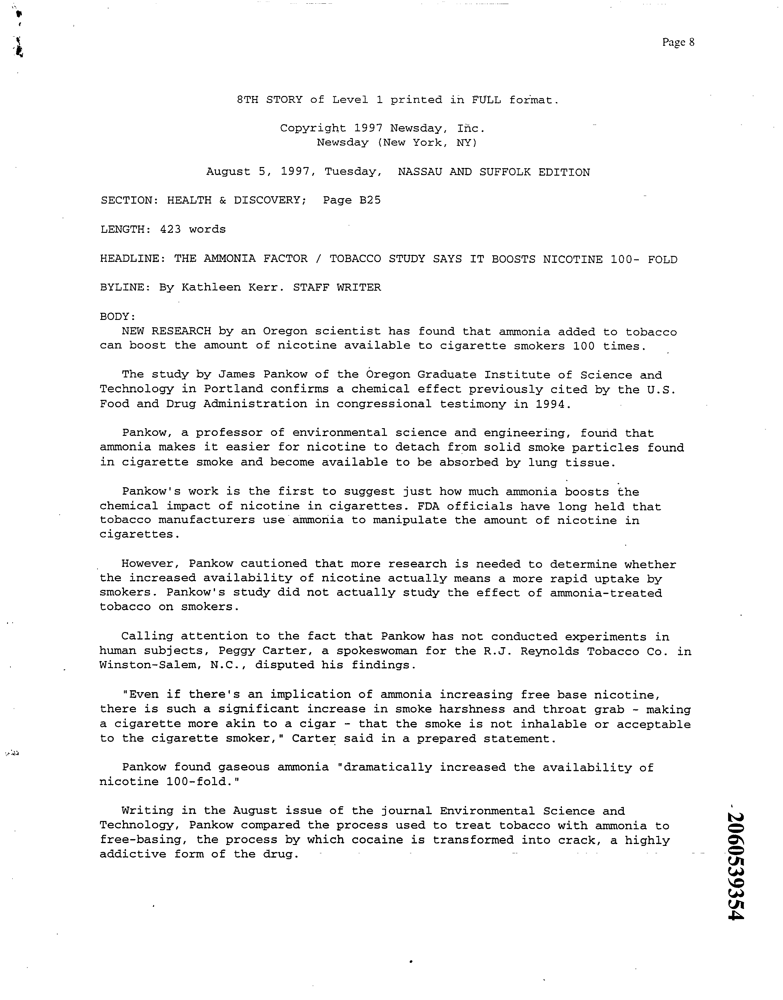 Page 8
8TH STORY of Level 1 printed in FULL format.
Copyright 1997 Newsday, Inc.
Newsday (New York, NY)
August 5, 1997, Tuesday, NASSAU AND SUFFOLK EDITION
SECTION: HEALTH & DISCOVERY; Page B25
LENGTH: 423 words
HEADLINE: THE AMMONIA FACTOR / TOBACCO STUDY SAYS IT BOOSTS NICOTINE 100- FOLD
BYLINE: By Kathleen Kerr. STAFF WRITER
BODY:
NEW RESEARCH by an Oregon scientist has found that ammonia added to tobacco
can boost the amount of nicotine available to cigarette smokers 100 times.
The study by James Pankow of the Oregon Graduate Institute of Science and
Technology in Portland confirms a chemical effect previously cited by the U.S.
Food and Drug Administration in congressional testimony in 1994.
Pankow, a professor of environmental science and engineering, found that
ammonia makes it easier for nicotine to detach from solid smoke particles found
in cigarette smoke and become available to be absorbed by lung tissue.
Pankow's work is the first to suggest just how much ammonia boosts the
chemical impact of nicotine in cigarettes. FDA officials have long held that
tobacco manufacturers use ammonia to manipulate the amount of nicotine in
cigarettes.
However, Pankow cautioned that more research is needed to determine whether
the increased availability of nicotine actually means a more rapid uptake by
smokers. Pankow's study did not actually study the effect of ammonia-treated
tobacco on smokers.
Calling attention to the fact that Pankow has not conducted experiments in
human subjects, Peggy Carter, a spokeswoman for the R.J. Reynolds Tobacco Co. in
Winston-Salem, N.C., disputed his findings.
"Even if there's an implication of ammonia increasing free base nicotine,
there is such a significant increase in smoke harshness and throat grab - making
a cigarette more akin to a cigar - that the smoke is not inhalable or acceptable
to the cigarette smoker," Carter said in a prepared statement.
Pankow found gaseous ammonia "dramatically increased the availability of
nicotine 100-fold."
Writing in the August issue of the journal Environmental Science and
Technology, Pankow compared the process used to treat tobacco with ammonia to
free-basing, the process by which cocaine is transformed into crack, a highly
addictive form of the drug.
2060539354